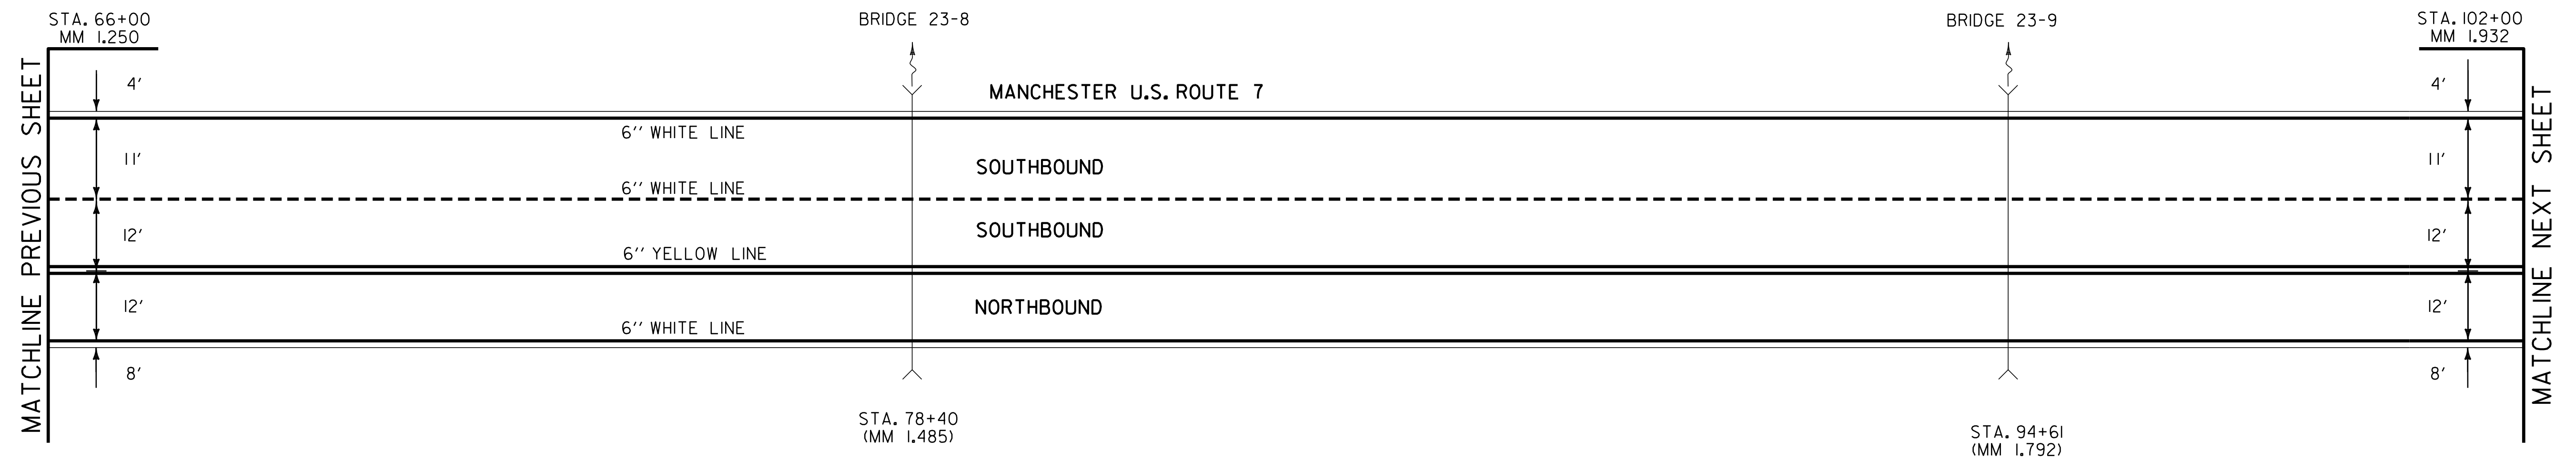 STA. 66+00
MM 1.250
BRIDGE 23-8
BRIDGE 23-9
STA. 102+00
MM 1.932
MATCHLINE PREVIOUS SHEET
MATCHLINE NEXT SHEET
4'
MANCHESTER U.S. ROUTE 7
4'
6'' WHITE LINE
11'
SOUTHBOUND
11'
6'' WHITE LINE
12'
SOUTHBOUND
12'
6'' YELLOW LINE
12'
NORTHBOUND
12'
6'' WHITE LINE
8'
8'
STA. 78+40
(MM 1.485)
STA. 94+61
(MM 1.792)